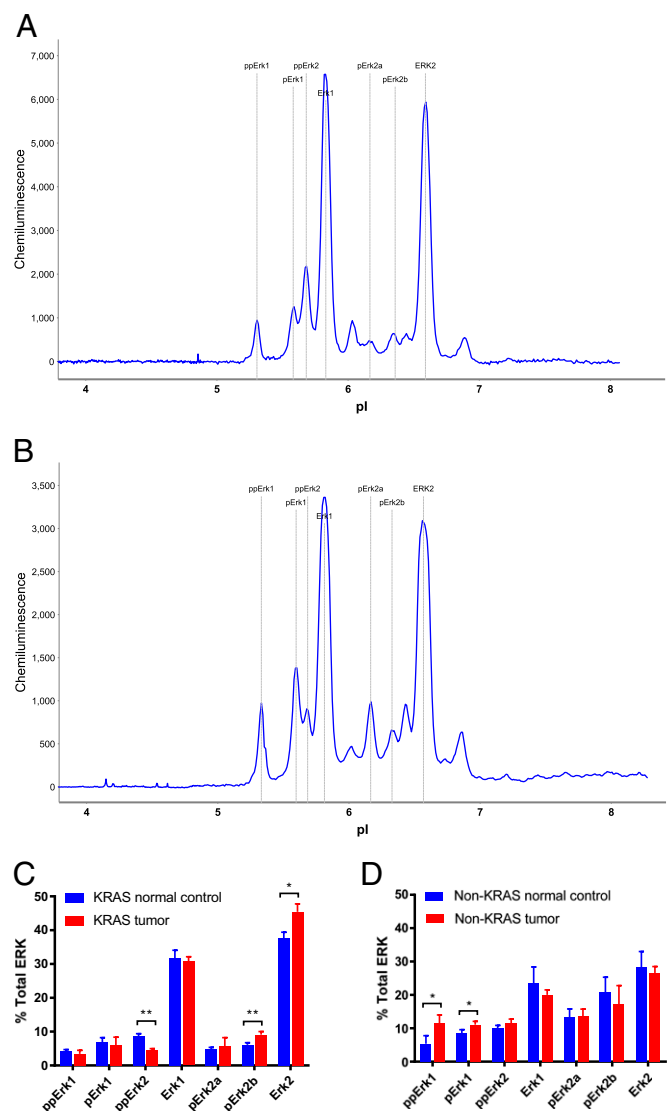 A
7,000
6,000
5,000
4,000
3,000
2,000
1,000
0
Chemiluminescence
ppErk1
ppErk2
pErk2a
ERK2
pErk1
Erk1
pErk2b
4
5
6
7
8
pI
B
3,500
3,000
2,500
2,000
1,500
1,000
500
0
Chemiluminescence
ppErk1
ppErk2
pErk2a
ERK2
pErk1
Erk1
pErk2b
4
5
6
7
8
pI
C
KRAS normal control
KRAS tumor
50
40
30
20
10
0
% Total ERK
**
**
*
ppErk1
pErk1
ppErk2
Erk1
pErk2a
pErk2b
Erk2
D
Non-KRAS normal control
Non-KRAS tumor
50
40
30
20
10
0
% Total ERK
*
*
ppErk1
pErk1
ppErk2
Erk1
pErk2a
pErk2b
Erk2